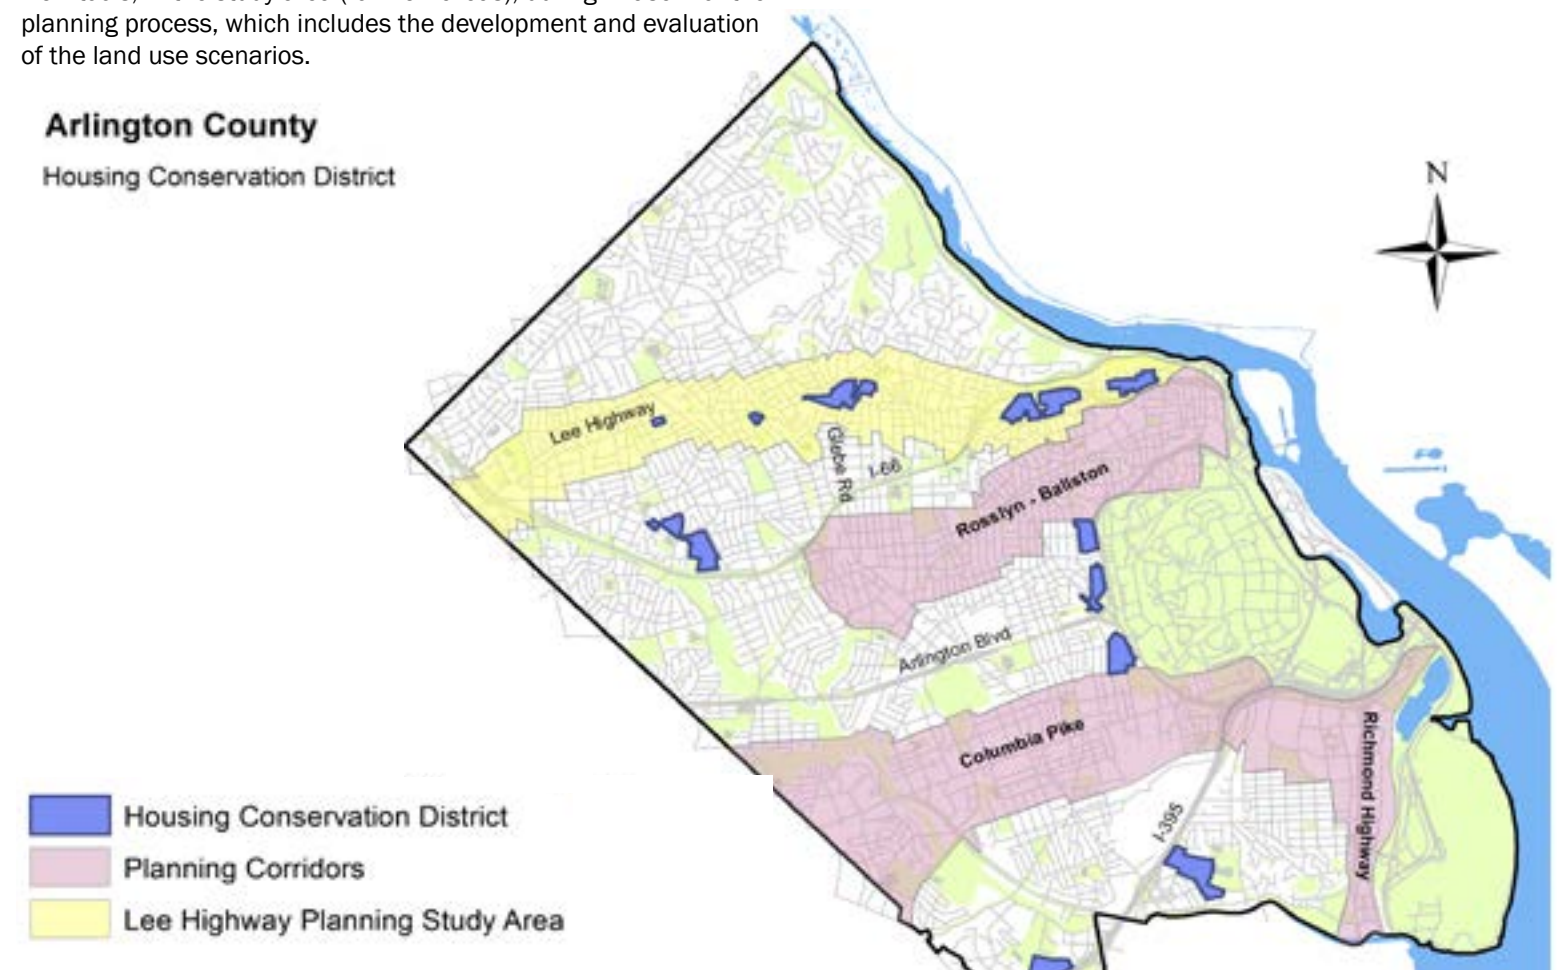 planning process, which includes the development and evaluation
of the land use scenarios.
Arlington County
Housing Conservation District
N
Lee Highway
Glebe Rd
I-66
Rosslyn - Ballston
Arlington Blvd
Columbia Pike
Richmond Highway
I-395
Housing Conservation District
Planning Corridors
Lee Highway Planning Study Area